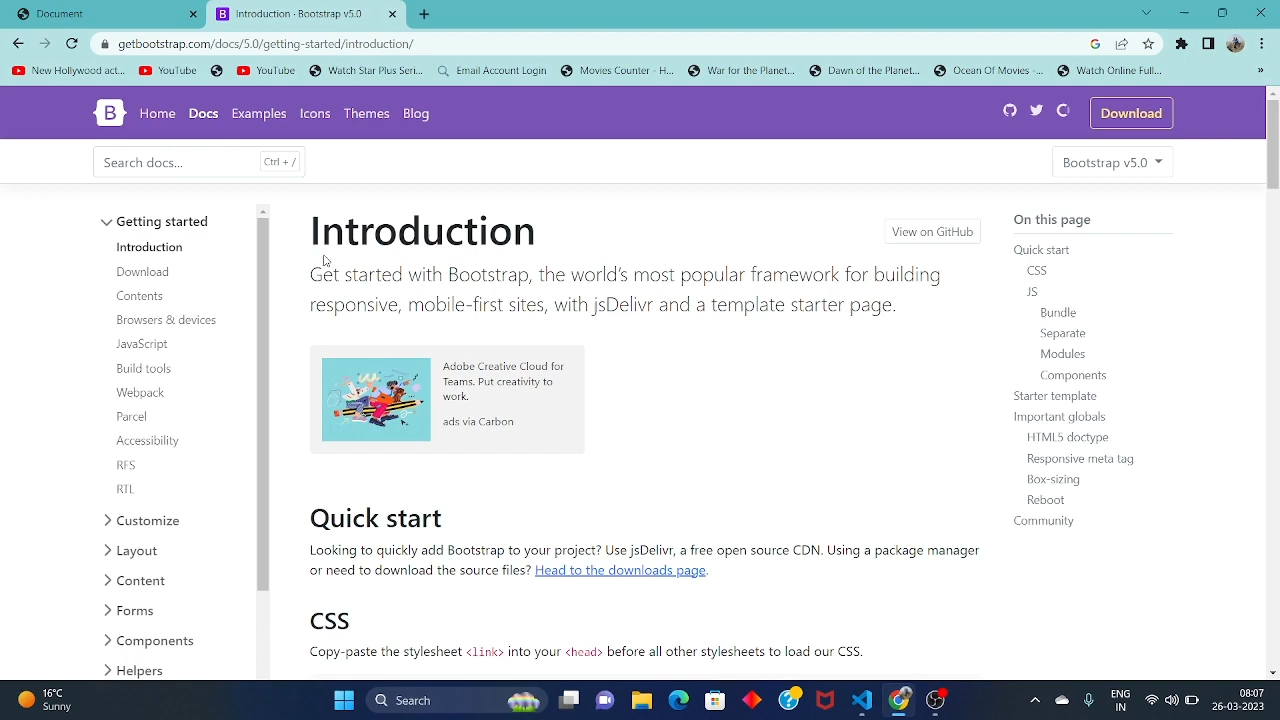 Document
Introduction · Bootstrap v5.0
getbootstrap.com/docs/5.0/getting-started/introduction/
New Hollywood act...
YouTube
YouTube
Watch Star Plus Seri...
Email Account Login
Movies Counter - H...
War for the Planet...
Dawn of the Planet...
Ocean Of Movies -...
Watch Online Full...
B
Home
Docs
Examples
Icons
Themes
Blog
Download
Search docs...
Ctrl + /
Bootstrap v5.0
Getting started
Introduction
Download
Contents
Browsers & devices
JavaScript
Build tools
Webpack
Parcel
Accessibility
RFS
RTL
Customize
Layout
Content
Forms
Components
Helpers
Introduction
View on GitHub
Get started with Bootstrap, the world’s most popular framework for building
responsive, mobile-first sites, with jsDelivr and a template starter page.
Adobe Creative Cloud for
Teams. Put creativity to
work.
ads via Carbon
Quick start
Looking to quickly add Bootstrap to your project? Use jsDelivr, a free open source CDN. Using a package manager
or need to download the source files? Head to the downloads page.
CSS
Copy-paste the stylesheet <link> into your <head> before all other stylesheets to load our CSS.
On this page
Quick start
CSS
JS
Bundle
Separate
Modules
Components
Starter template
Important globals
HTML5 doctype
Responsive meta tag
Box-sizing
Reboot
Community
16°C
Sunny
Search
ENG
IN
08:07
26-03-2023